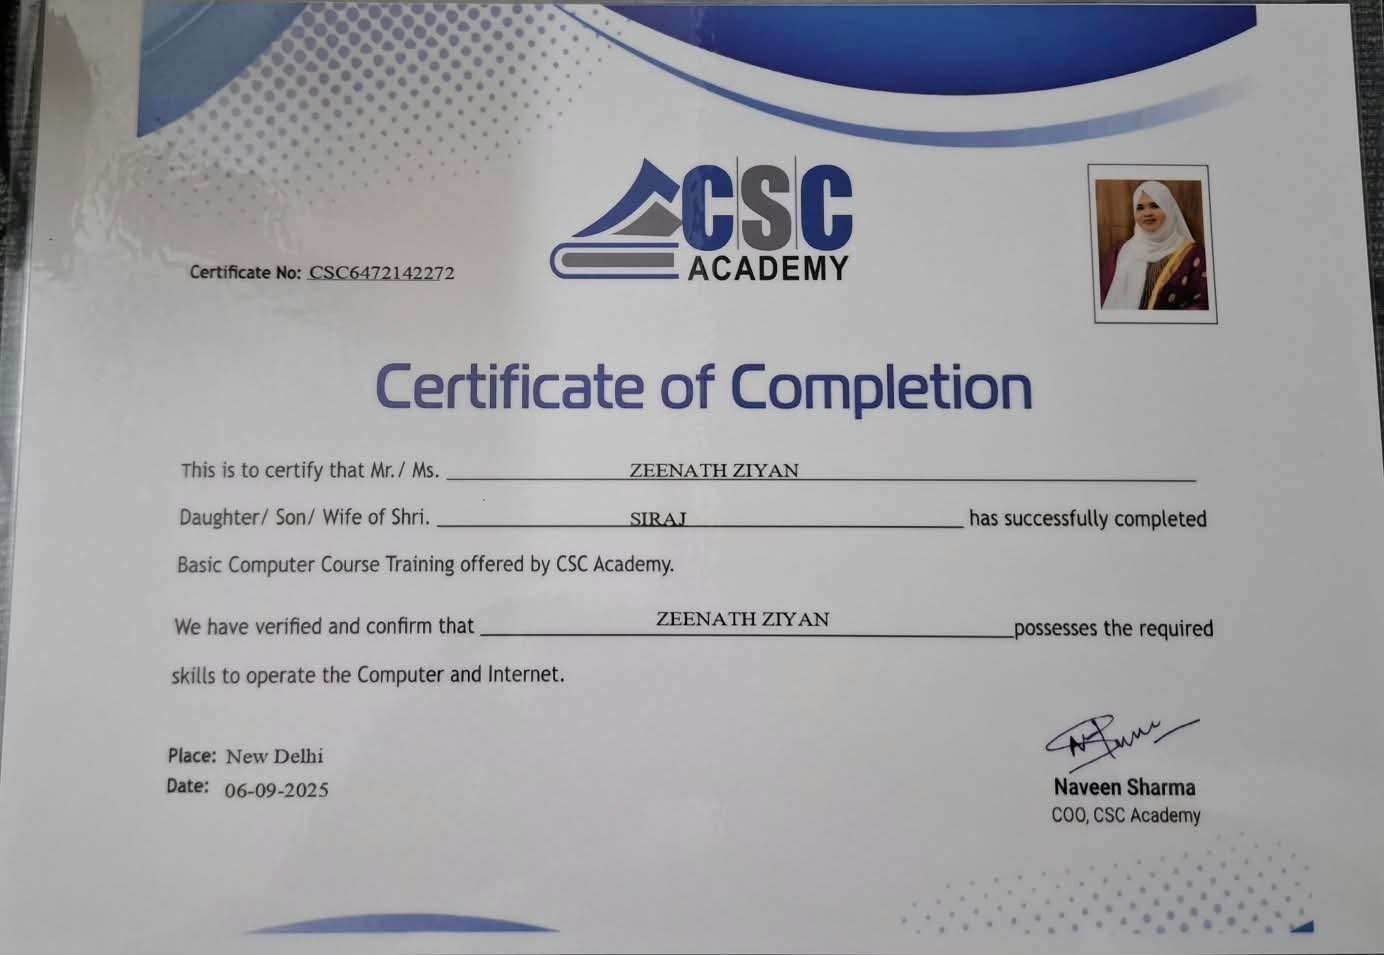 CSC
ACADEMY
Certificate No: CSC6472142272
Certificate of Completion
This is to certify that Mr./ Ms. ZEENATH ZIYAN
Daughter/ Son/ Wife of Shri. SIRAJ has successfully completed
Basic Computer Course Training offered by CSC Academy.
We have verified and confirm that ZEENATH ZIYAN possesses the required
skills to operate the Computer and Internet.
Place: New Delhi
Date: 06-09-2025
Naveen Sharma
COO, CSC Academy